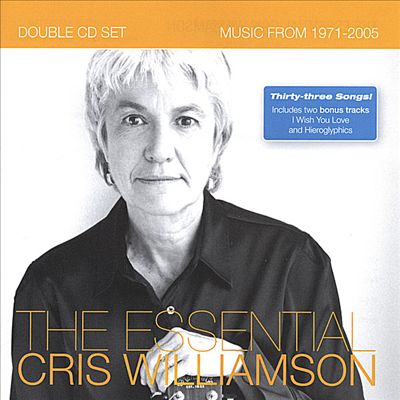 DOUBLE CD SET
MUSIC FROM 1971-2005
Thirty-three Songs!
Includes two bonus tracks
I Wish You Love
and Hieroglyphics
THE ESSENTIAL
CRIS WILLIAMSON